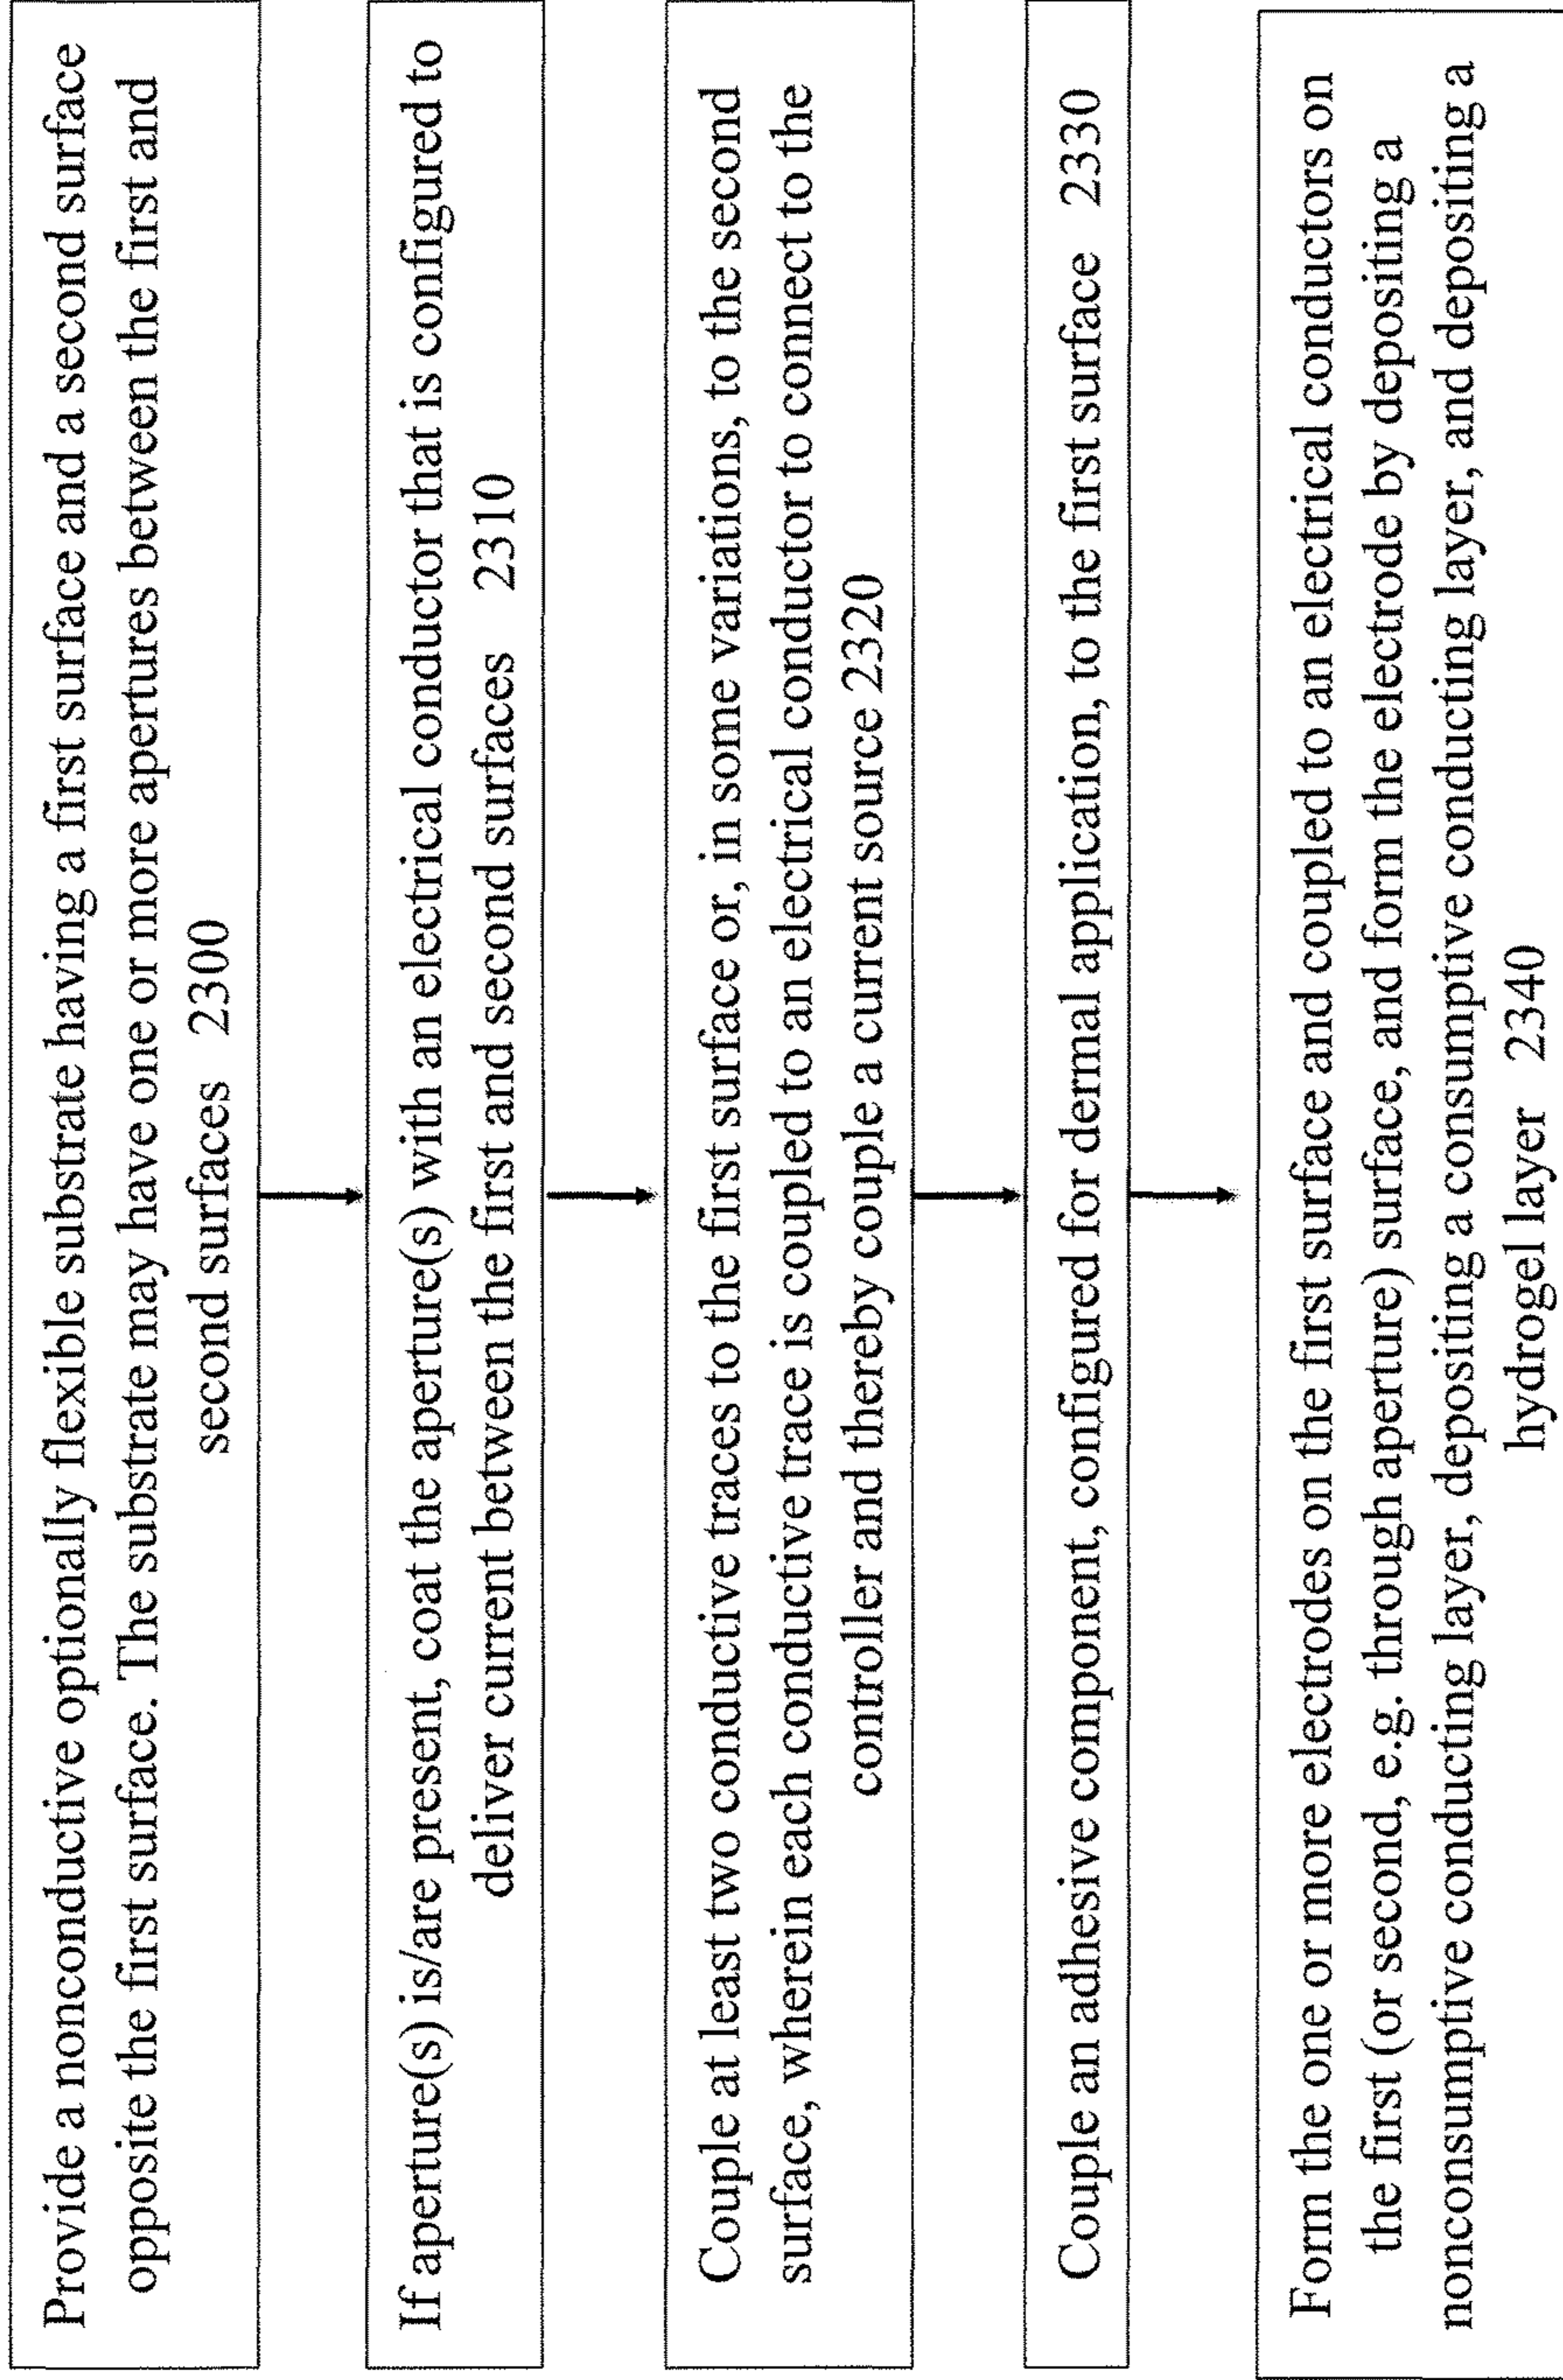 Provide a nonconductive optionally flexible substrate having a first surface and a second surface
opposite the first surface. The substrate may have one or more apertures between the first and
second surfaces 2300
If aperture(s) is/are present, coat the aperture(s) with an electrical conductor that is configured to
deliver current between the first and second surfaces 2310
Couple at least two conductive traces to the first surface or, in some variations, to the second
surface, wherein each conductive trace is coupled to an electrical conductor to connect to the
controller and thereby couple a current source 2320
Couple an adhesive component, configured for dermal application, to the first surface 2330
Form the one or more electrodes on the first surface and coupled to an electrical conductors on
the first (or second, e.g. through aperture) surface, and form the electrode by depositing a
nonconsumptive conducting layer, depositing a consumptive conducting layer, and depositing a
hydrogel layer 2340